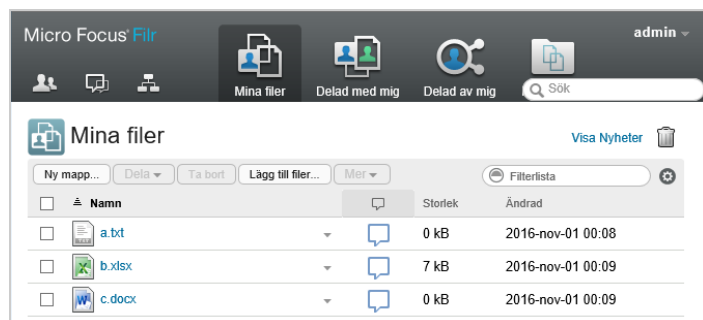 Micro Focus Filr
admin
Mina filer
Delad med mig
Delad av mig
Sök
Mina filer
Visa Nyheter
Ny mapp...
Dela
Ta bort
Lägg till filer...
Mer
Filterlista
Namn
Storlek
Ändrad
a.txt
0 kB
2016-nov-01 00:08
b.xlsx
7 kB
2016-nov-01 00:09
c.docx
0 kB
2016-nov-01 00:09